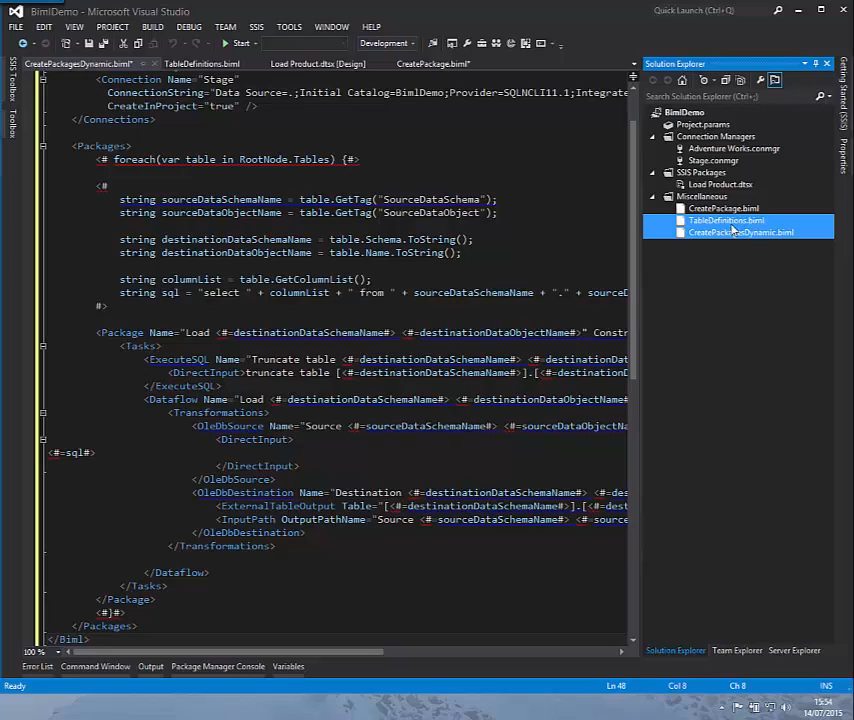 BimlDemo - Microsoft Visual Studio
Quick Launch (Ctrl+Q)
FILE EDIT VIEW PROJECT BUILD DEBUG TEAM SSIS TOOLS WINDOW HELP
Start Development
CreatePackagesDynamic.biml* TableDefinitions.biml Load Product.dtsx [Design] CreatePackage.biml*
<Connection Name="Stage"
ConnectionString="Data Source=.;Initial Catalog=BimlDemo;Provider=SQLNCLI11.1;Integrate
CreateInProject="true" />
</Connections>
<Packages>
<# foreach(var table in RootNode.Tables) {#>
<#
string sourceDataSchemaName = table.GetTag("SourceDataSchema");
string sourceDataObjectName = table.GetTag("SourceDataObject");
string destinationDataSchemaName = table.Schema.ToString();
string destinationDataObjectName = table.Name.ToString();
string columnList = table.GetColumnList();
string sql = "select " + columnList + " from " + sourceDataSchemaName + "." + sourceD
#>
<Package Name="Load <#=destinationDataSchemaName#> <#=destinationDataObjectName#>" Constr
<Tasks>
<ExecuteSQL Name="Truncate table <#=destinationDataSchemaName#> <#=destinationDat
<DirectInput>truncate table [<#=destinationDataSchemaName#>].[<#=destinationD
</ExecuteSQL>
<Dataflow Name="Load <#=destinationDataSchemaName#> <#=destinationDataObjectName#
<Transformations>
<OleDbSource Name="Source <#=sourceDataSchemaName#> <#=sourceDataObjectNa
<DirectInput>
<#=sql#>
</DirectInput>
</OleDbSource>
<OleDbDestination Name="Destination <#=destinationDataSchemaName#> <#=des
<ExternalTableOutput Table="[<#=destinationDataSchemaName#>].[<#=dest
<InputPath OutputPathName="Source <#=sourceDataSchemaName#> <#=source
</OleDbDestination>
</Transformations>
</Dataflow>
</Tasks>
</Package>
<#}#>
</Packages>
</Biml>
100 %
SSIS Toolbox
Toolbox
Solution Explorer
Search Solution Explorer (Ctrl+;)
BimlDemo
Project.params
Connection Managers
Adventure Works.conmgr
Stage.conmgr
SSIS Packages
Load Product.dtsx
Miscellaneous
CreatePackage.biml
TableDefinitions.biml
CreatePackagesDynamic.biml
Getting Started (SSIS)
Properties
Solution Explorer Team Explorer Server Explorer
Error List Command Window Output Package Manager Console Variables
Ready Ln 48 Col 8 Ch 8 INS
15:54
14/07/2015